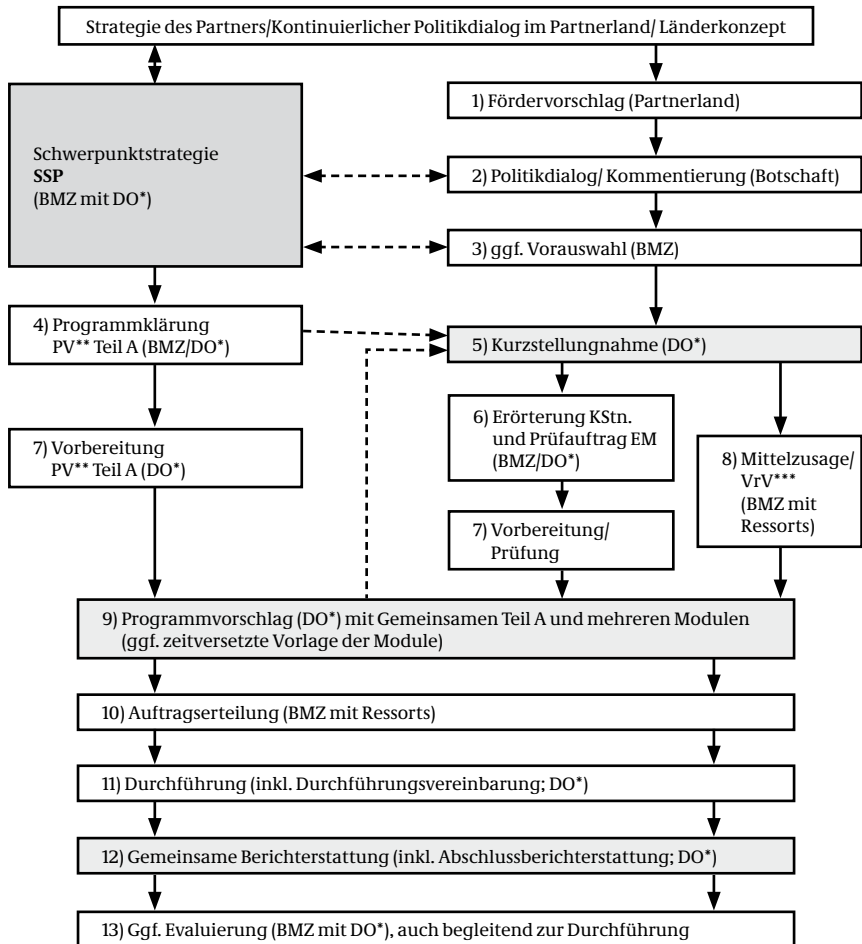 Strategie des Partners/Kontinuierlicher Politikdialog im Partnerland/ Länderkonzept
1) Fördervorschlag (Partnerland)
Schwerpunktstrategie
SSP
(BMZ mit DO*)
2) Politikdialog/ Kommentierung (Botschaft)
3) ggf. Vorauswahl (BMZ)
4) Programmklärung
PV** Teil A (BMZ/DO*)
5) Kurzstellungnahme (DO*)
6) Erörterung KStn.
und Prüfauftrag EM
(BMZ/DO*)
7) Vorbereitung
PV** Teil A (DO*)
8) Mittelzusage/
VrV***
(BMZ mit
Ressorts)
7) Vorbereitung/
Prüfung
9) Programmvorschlag (DO*) mit Gemeinsamen Teil A und mehreren Modulen
(ggf. zeitversetzte Vorlage der Module)
10) Auftragserteilung (BMZ mit Ressorts)
11) Durchführung (inkl. Durchführungsvereinbarung; DO*)
12) Gemeinsame Berichterstattung (inkl. Abschlussberichterstattung; DO*)
13) Ggf. Evaluierung (BMZ mit DO*), auch begleitend zur Durchführung